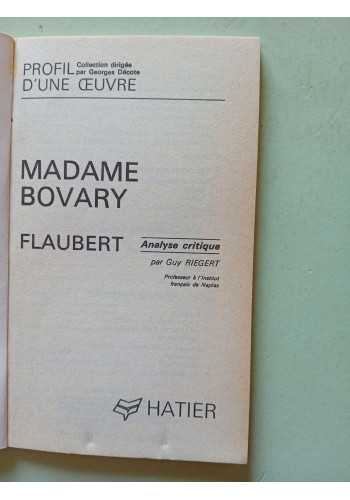 PROFIL Collection dirigée
par Georges Décote
D'UNE ŒUVRE
MADAME
BOVARY
FLAUBERT Analyse critique
par Guy RIEGERT
Professeur à l'Institut
français de Naples
HATIER